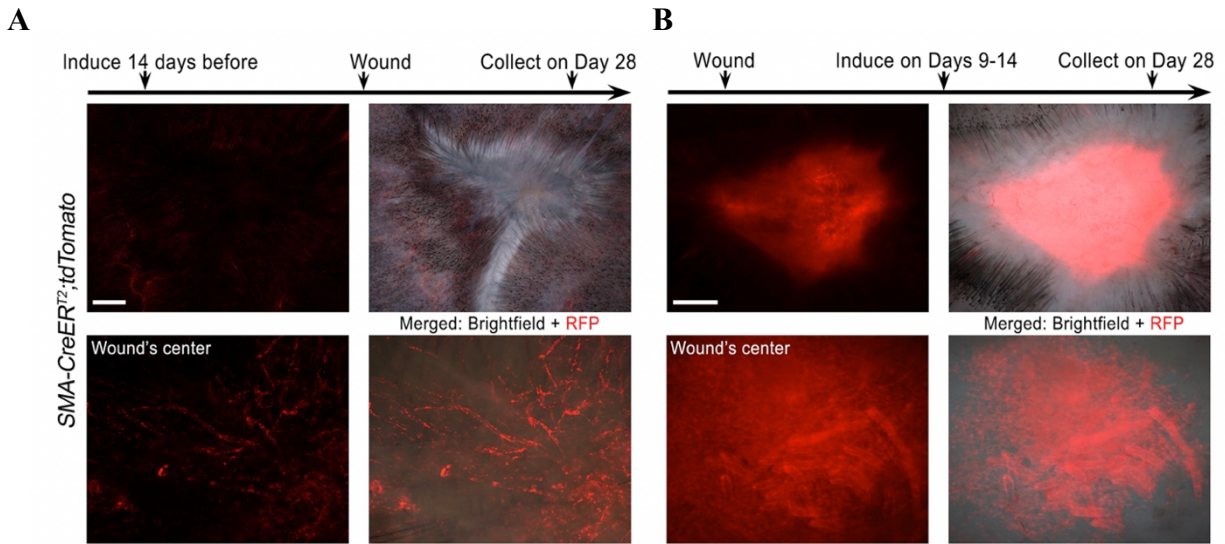 A
B
Induce 14 days before
Wound
Collect on Day 28
Wound
Induce on Days 9-14
Collect on Day 28
SMA-CreERᵀ²;tdTomato
Merged: Brightfield + RFP
Merged: Brightfield + RFP
Wound's center
Wound's center